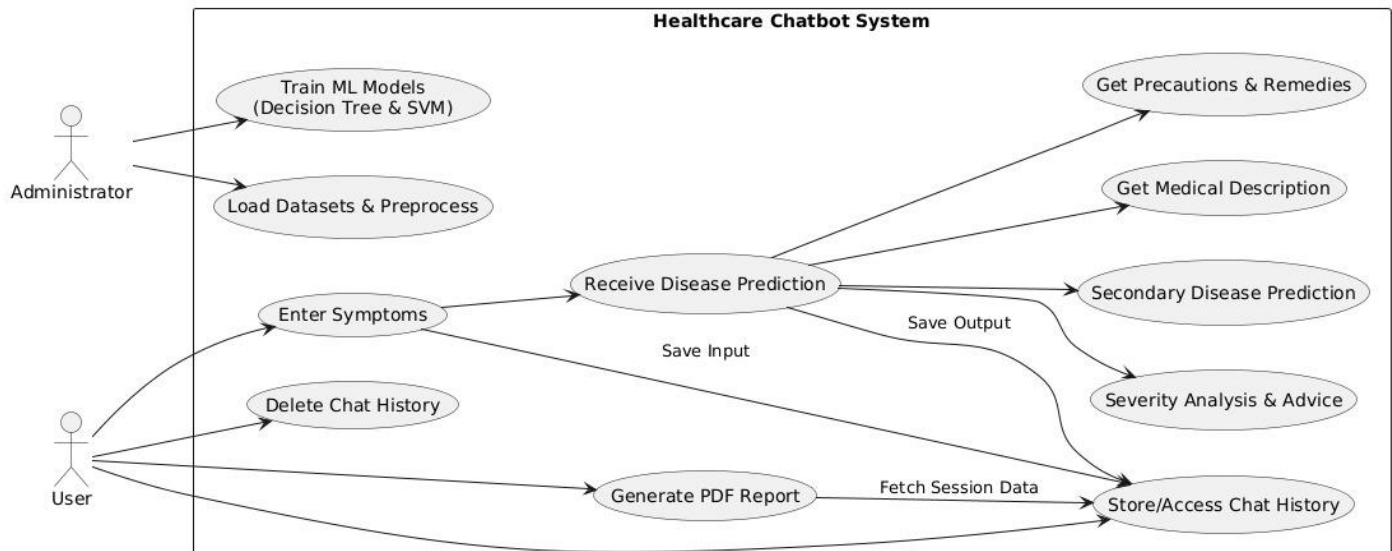 Healthcare Chatbot System
Train ML Models
(Decision Tree & SVM)
Get Precautions & Remedies
Administrator
Load Datasets & Preprocess
Get Medical Description
Receive Disease Prediction
Secondary Disease Prediction
Enter Symptoms
Save Output
Save Input
Delete Chat History
Severity Analysis & Advice
User
Generate PDF Report
Fetch Session Data
Store/Access Chat History